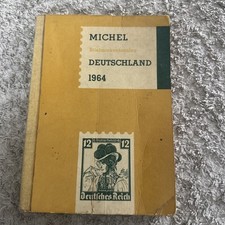 MICHEL
DEUTSCHLAND
1964
12 12
Deutsches Reich